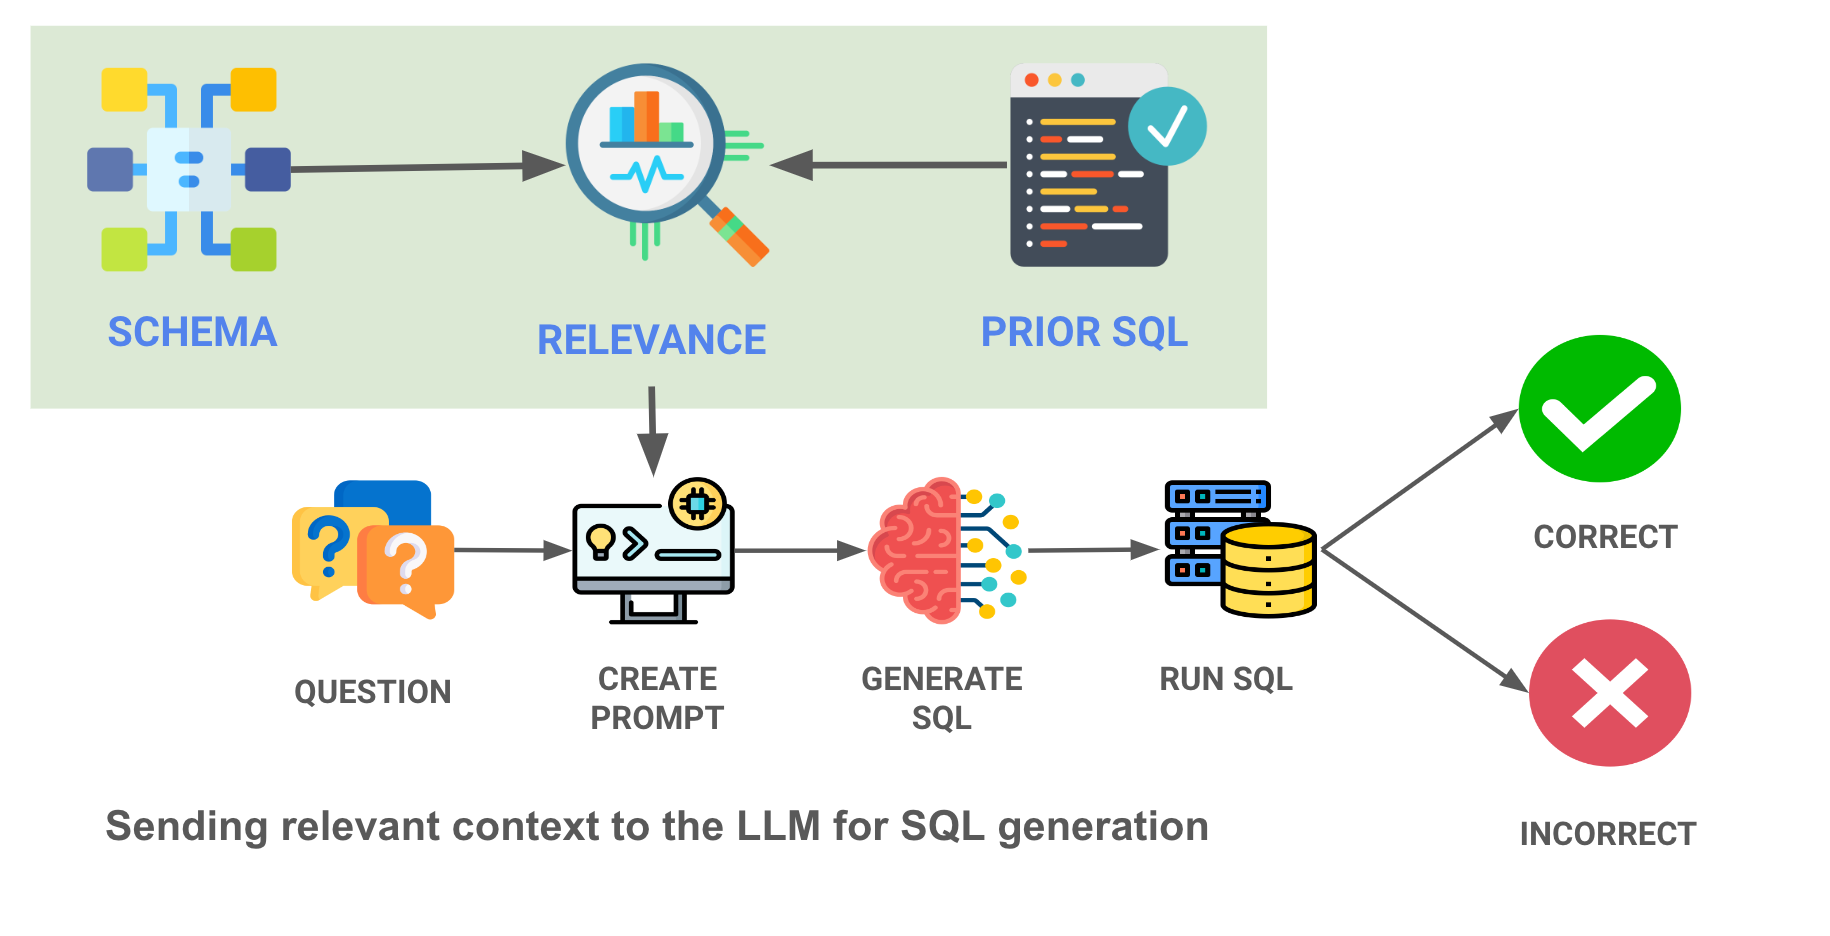 SCHEMA
RELEVANCE
PRIOR SQL
QUESTION
CREATE
PROMPT
GENERATE
SQL
RUN SQL
CORRECT
INCORRECT
Sending relevant context to the LLM for SQL generation